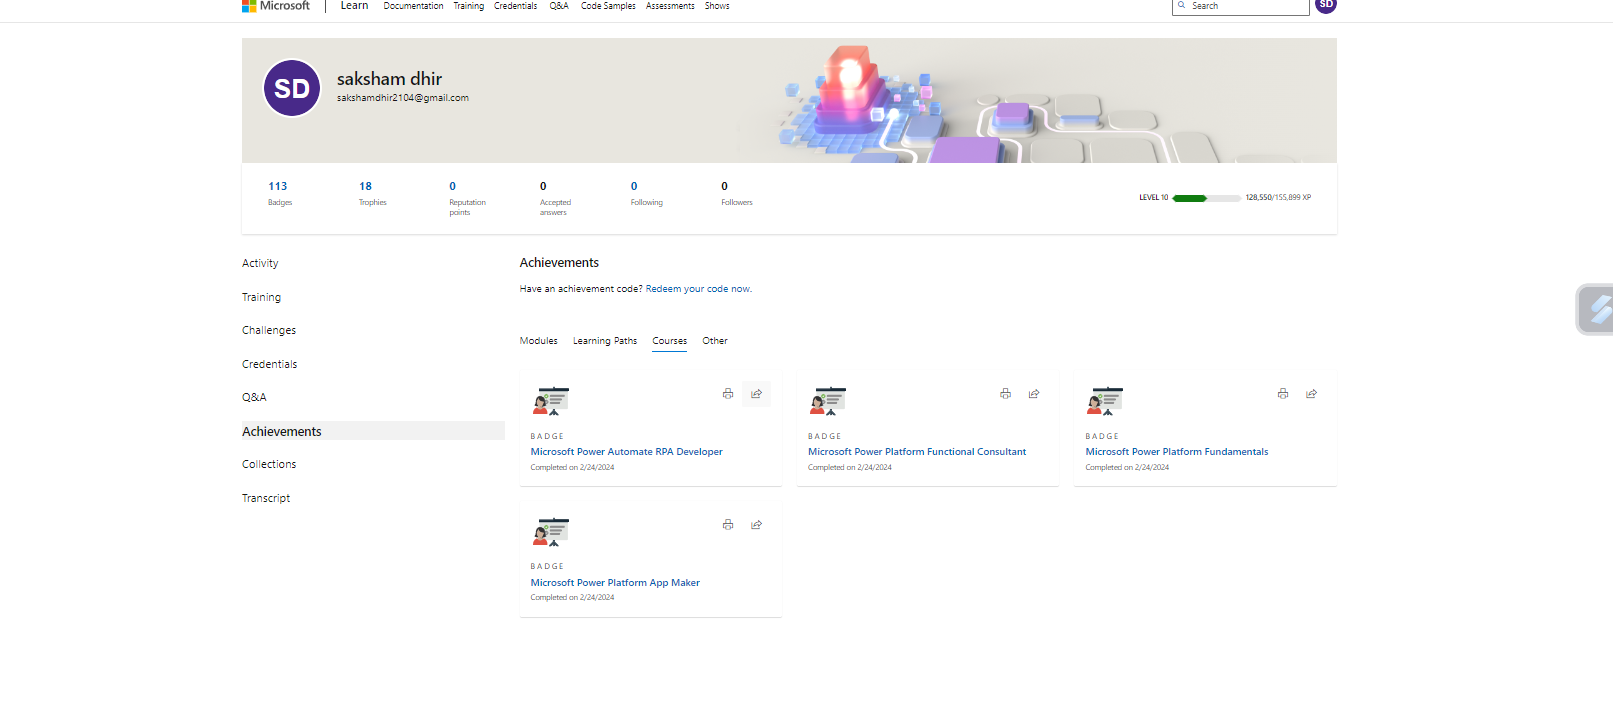 Microsoft Learn Documentation Training Credentials Q&A Code Samples Assessments Shows Search SD
SD
saksham dhir
sakshamdhir2104@gmail.com
113 18 0 0 0 0
Badges Trophies Reputation points Accepted answers Following Followers
LEVEL 10 128,550/155,899 XP
Activity
Training
Challenges
Credentials
Q&A
Achievements
Collections
Transcript
Achievements
Have an achievement code? Redeem your code now.
Modules Learning Paths Courses Other
BADGE
Microsoft Power Automate RPA Developer
Completed on 2/24/2024
BADGE
Microsoft Power Platform Functional Consultant
Completed on 2/24/2024
BADGE
Microsoft Power Platform Fundamentals
Completed on 2/24/2024
BADGE
Microsoft Power Platform App Maker
Completed on 2/24/2024